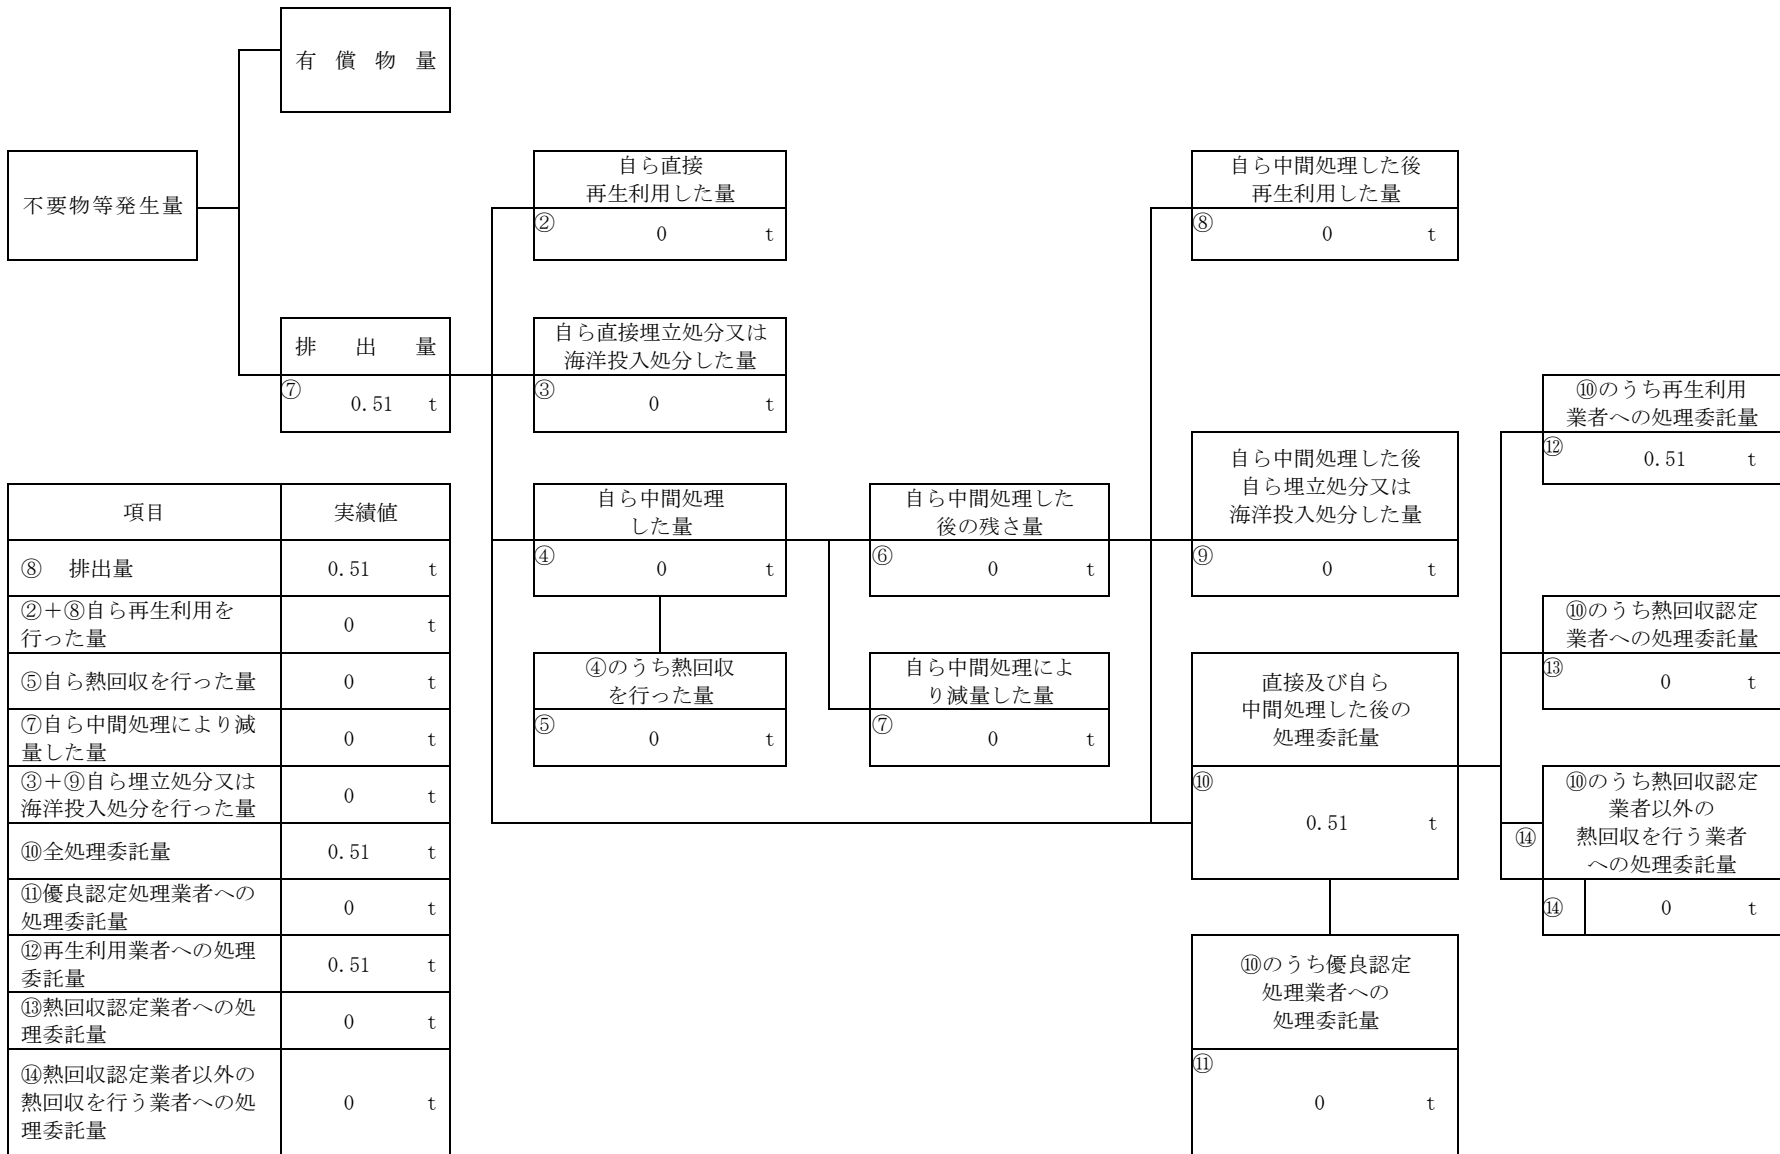 有償物量
不要物等発生量
自ら直接
再生利用した量
② 0 t
自ら中間処理した後
再生利用した量
⑧ 0 t
排出量
⑦ 0.51 t
自ら直接埋立処分又は
海洋投入処分した量
③ 0 t
⑩のうち再生利用
業者への処理委託量
⑫ 0.51 t
自ら中間処理
した量
④ 0 t
自ら中間処理した
後の残さ量
⑥ 0 t
自ら中間処理した後
自ら埋立処分又は
海洋投入処分した量
⑨ 0 t
⑩のうち熱回収認定
業者への処理委託量
⑬ 0 t
④のうち熱回収
を行った量
⑤ 0 t
自ら中間処理によ
り減量した量
⑦ 0 t
直接及び自ら
中間処理した後の
処理委託量
⑩
0.51 t
⑩のうち熱回収認定
業者以外の
⑭ 熱回収を行う業者
への処理委託量
⑭ 0 t
⑩のうち優良認定
処理業者への
処理委託量
⑪
0 t
項目 実績値
⑧ 排出量 0.51 t
②+⑧自ら再生利用を
行った量 0 t
⑤自ら熱回収を行った量 0 t
⑦自ら中間処理により減
量した量 0 t
③+⑨自ら埋立処分又は
海洋投入処分を行った量 0 t
⑩全処理委託量 0.51 t
⑪優良認定処理業者への
処理委託量 0 t
⑫再生利用業者への処理
委託量 0.51 t
⑬熱回収認定業者への処
理委託量 0 t
⑭熱回収認定業者以外の
熱回収を行う業者への処 0 t
理委託量